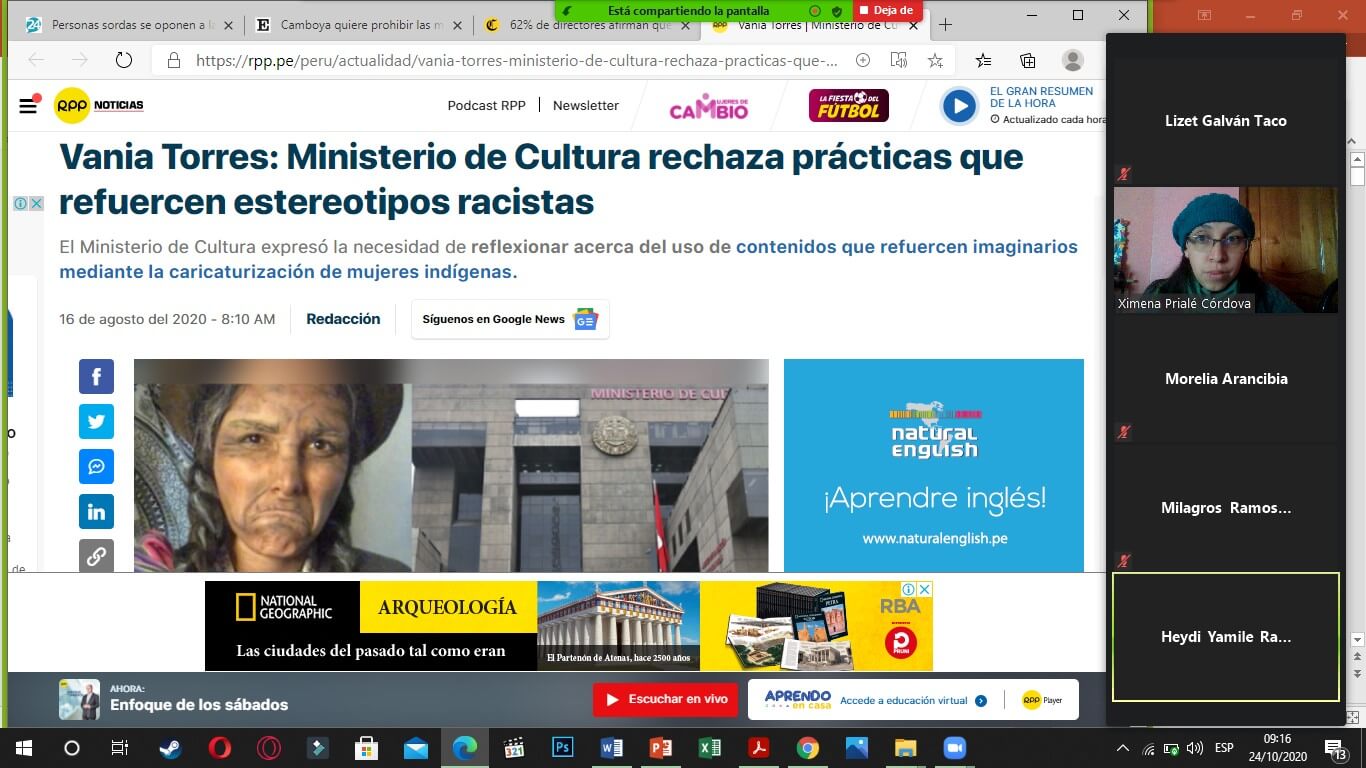 Está compartiendo la pantalla
Deja de
Personas sordas se oponen a la
Camboya quiere prohibir las m
62% de directores afirman que
Vania Torres | Ministerio de Cu
https://rpp.pe/peru/actualidad/vania-torres-ministerio-de-cultura-rechaza-practicas-que-...
RPP NOTICIAS
Podcast RPP
Newsletter
MUJERES DE CAMBIO
LA FIESTA DEL FÚTBOL
EL GRAN RESUMEN
DE LA HORA
Actualizado cada hora
Vania Torres: Ministerio de Cultura rechaza prácticas que
refuercen estereotipos racistas
El Ministerio de Cultura expresó la necesidad de reflexionar acerca del uso de contenidos que refuercen imaginarios
mediante la caricaturización de mujeres indígenas.
16 de agosto del 2020 - 8:10 AM
Redacción
Síguenos en Google News
GE
MINISTERIO DE CUL
natural
english
¡Aprendre inglés!
www.naturalenglish.pe
NATIONAL
GEOGRAPHIC
ARQUEOLOGÍA
Las ciudades del pasado tal como eran
El Partenón de Atenas, hace 2500 años
RBA
PRUNI
AHORA:
Enfoque de los sábados
Escuchar en vivo
APRENDO
en casa
Accede a educación virtual
RPP Player
Lizet Galván Taco
Ximena Prialé Córdova
Morelia Arancibia
Milagros Ramos...
Heydi Yamile Ra...
ESP
09:16
24/10/2020
13